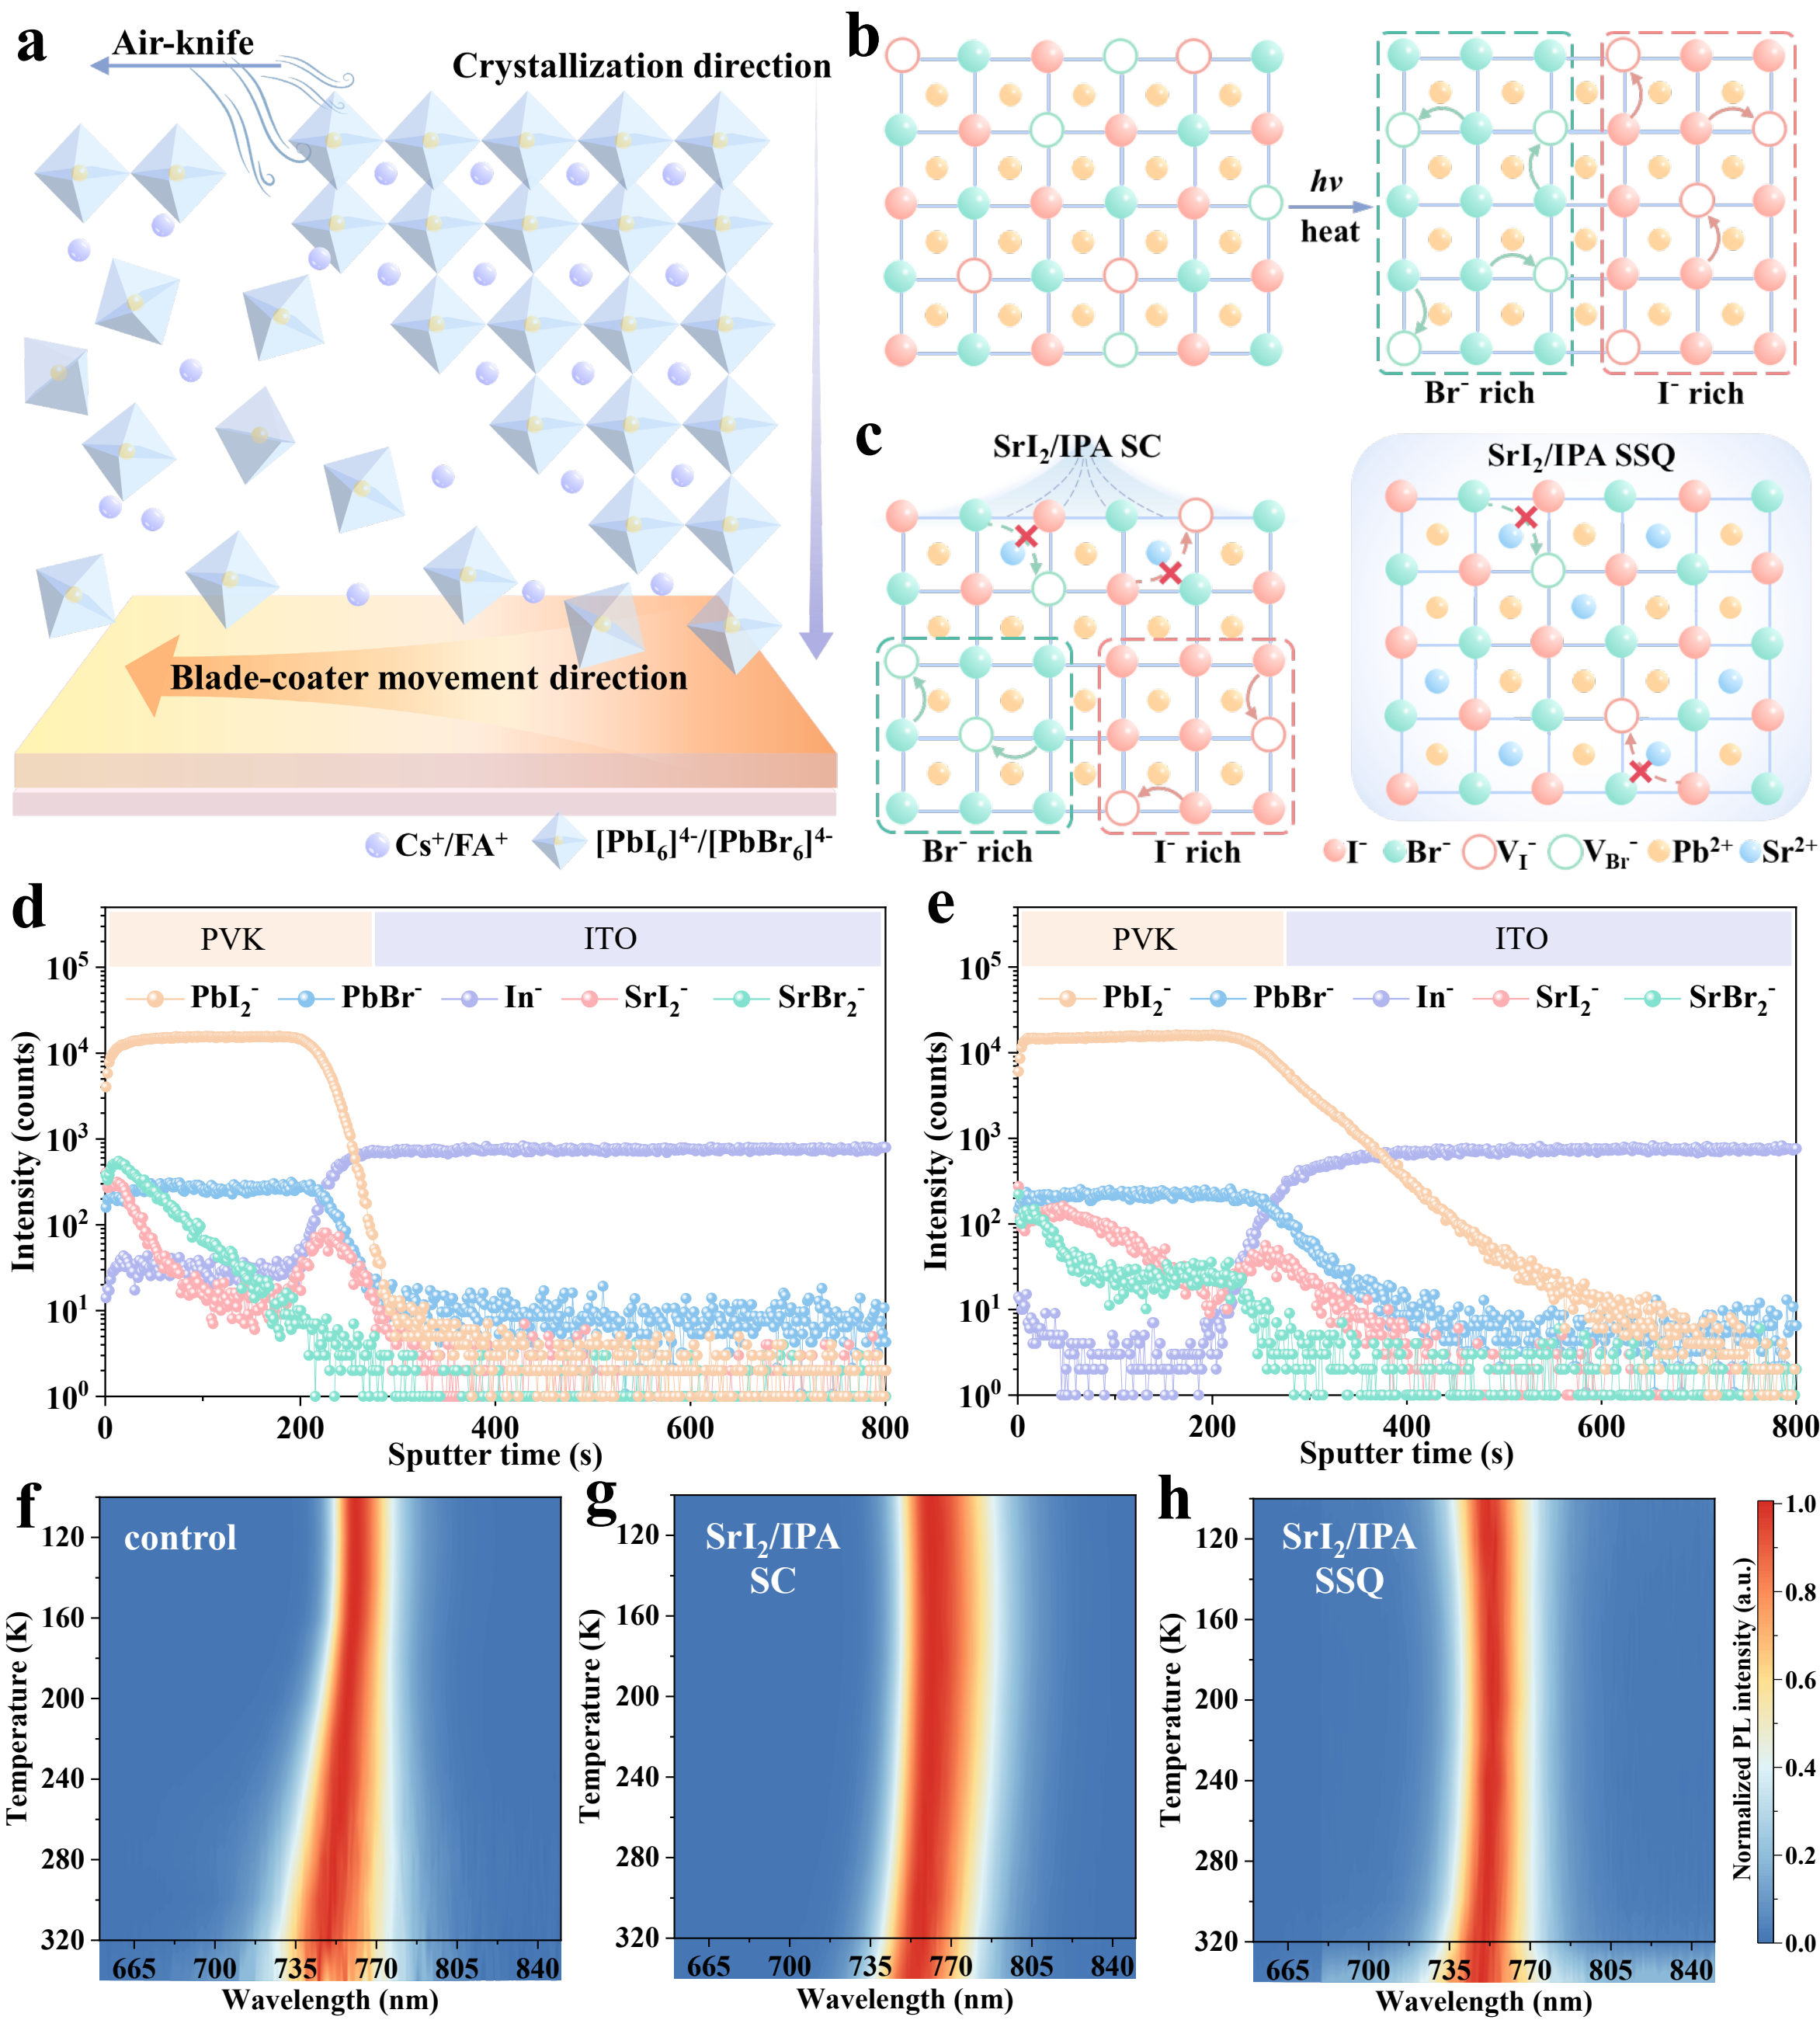 a
Air-knife
Crystallization direction
Blade-coater movement direction
Cs⁺/FA⁺
[PbI₆]⁴⁻/[PbBr₆]⁴⁻
b
hν
heat
Br⁻ rich
I⁻ rich
c
SrI₂/IPA SC
SrI₂/IPA SSQ
Br⁻ rich
I⁻ rich
I⁻ Br⁻ V_I⁻ V_Br⁻ Pb²⁺ Sr²⁺
d
PVK ITO
PbI₂⁻ PbBr⁻ In⁻ SrI₂⁻ SrBr₂⁻
Intensity (counts)
10⁵
10⁴
10³
10²
10¹
10⁰
0 200 400 600 800
Sputter time (s)
e
PVK ITO
PbI₂⁻ PbBr⁻ In⁻ SrI₂⁻ SrBr₂⁻
Intensity (counts)
10⁵
10⁴
10³
10²
10¹
10⁰
0 200 400 600 800
Sputter time (s)
f
control
Temperature (K)
120
160
200
240
280
320
665 700 735 770 805 840
Wavelength (nm)
g
SrI₂/IPA
SC
Temperature (K)
120
160
200
240
280
320
665 700 735 770 805 840
Wavelength (nm)
h
SrI₂/IPA
SSQ
Temperature (K)
120
160
200
240
280
320
665 700 735 770 805 840
Wavelength (nm)
Normalized PL intensity (a.u.)
1.0
0.8
0.6
0.4
0.2
0.0